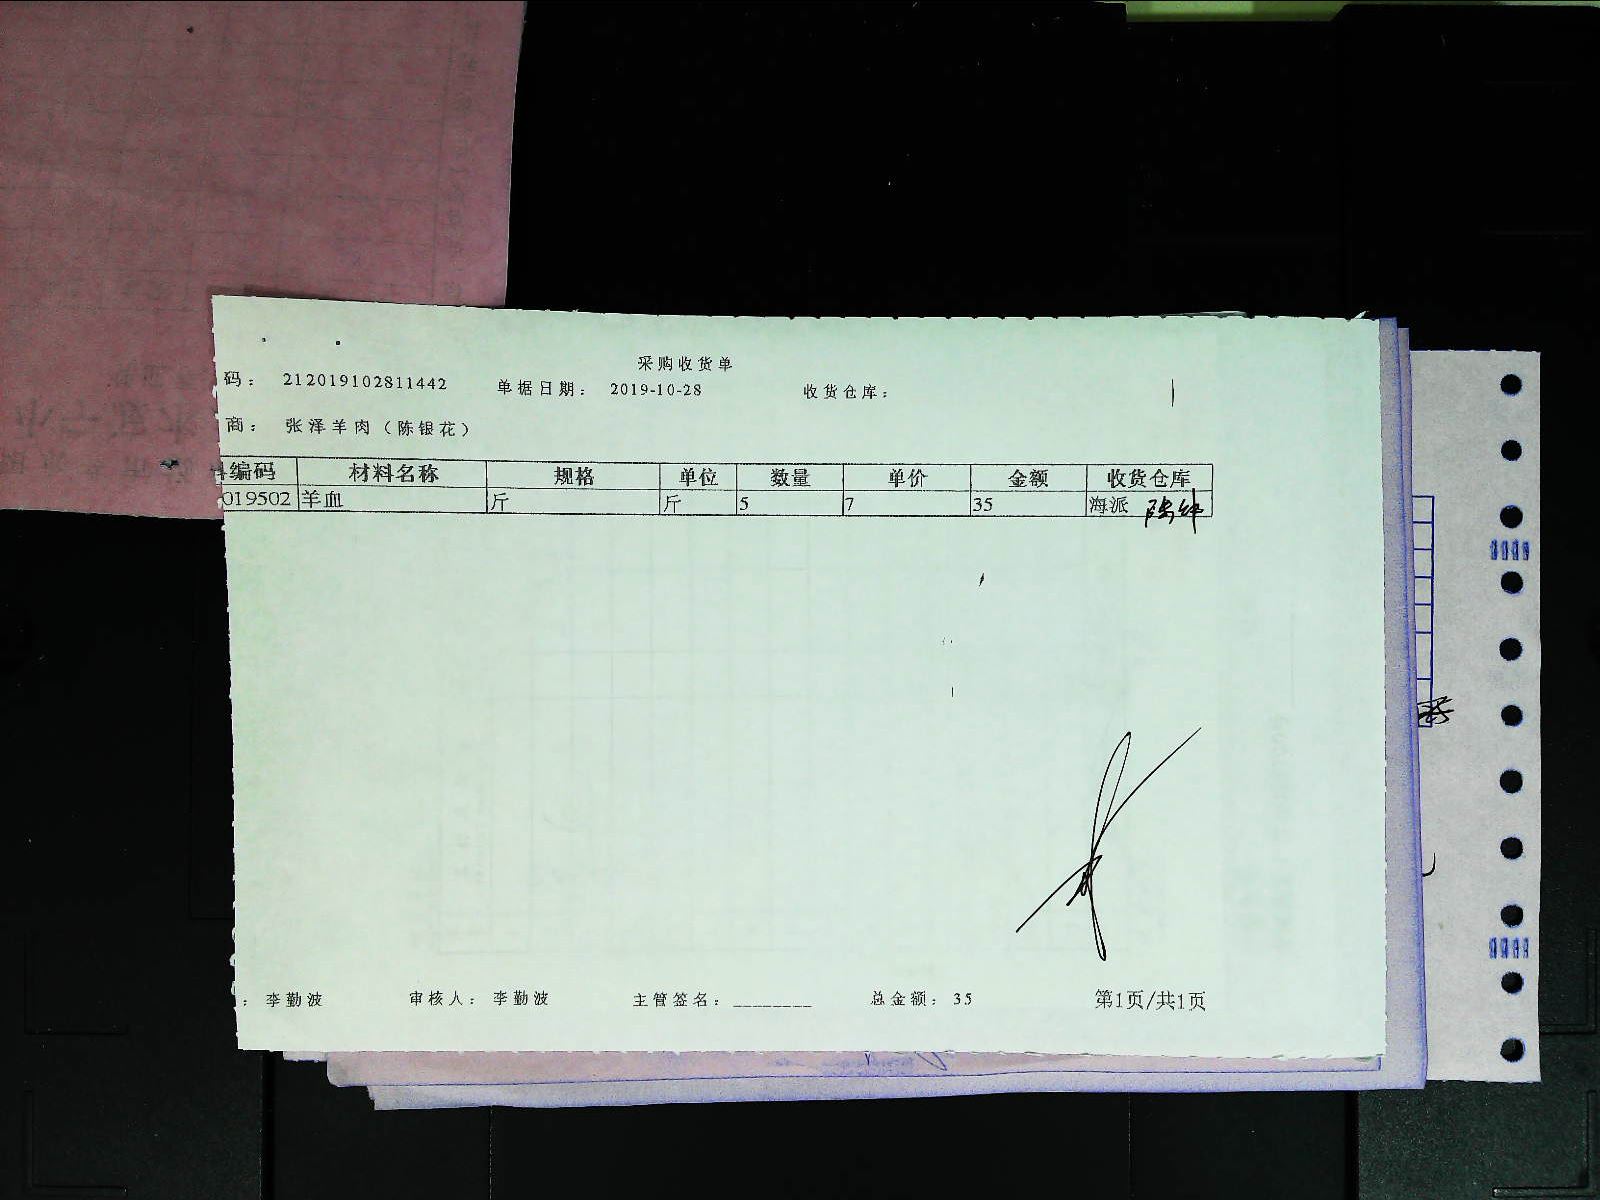 采购收货单
码： 212019102811442 单据日期： 2019-10-28 收货仓库：
商： 张泽羊肉（陈银花）
编码 材料名称 规格 单位 数量 单价 金额 收货仓库
019502 羊血 斤 斤 5 7 35 海派
： 李勤波 审核人： 李勤波 主管签名：________ 总金额： 35 第1页/共1页